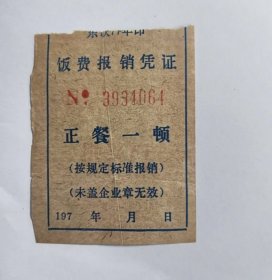 饭费报销凭证
No 3934064
正餐一顿
(按规定标准报销)
(未盖企业章无效)
197 年 月 日